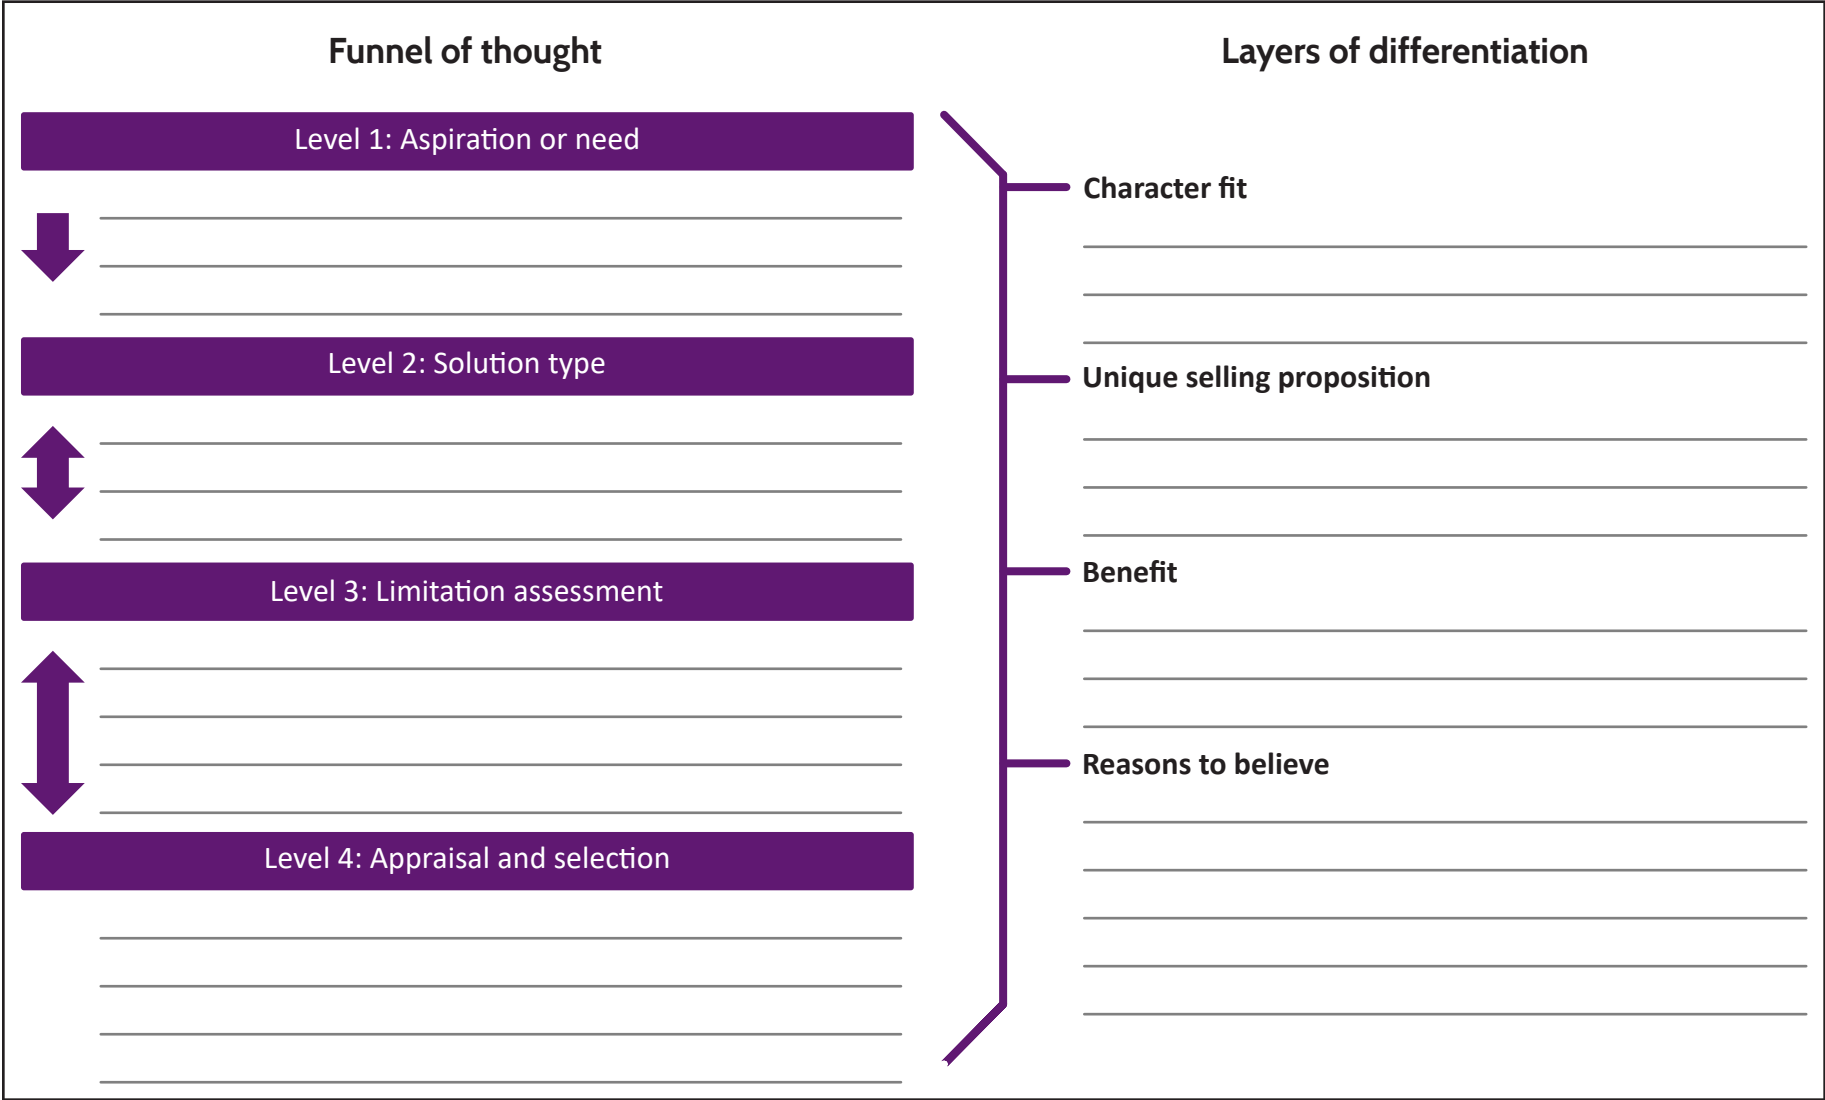 Funnel of thought
Level 1: Aspiration or need
Level 2: Solution type
Level 3: Limitation assessment
Level 4: Appraisal and selection
Layers of differentiation
Character fit
Unique selling proposition
Benefit
Reasons to believe